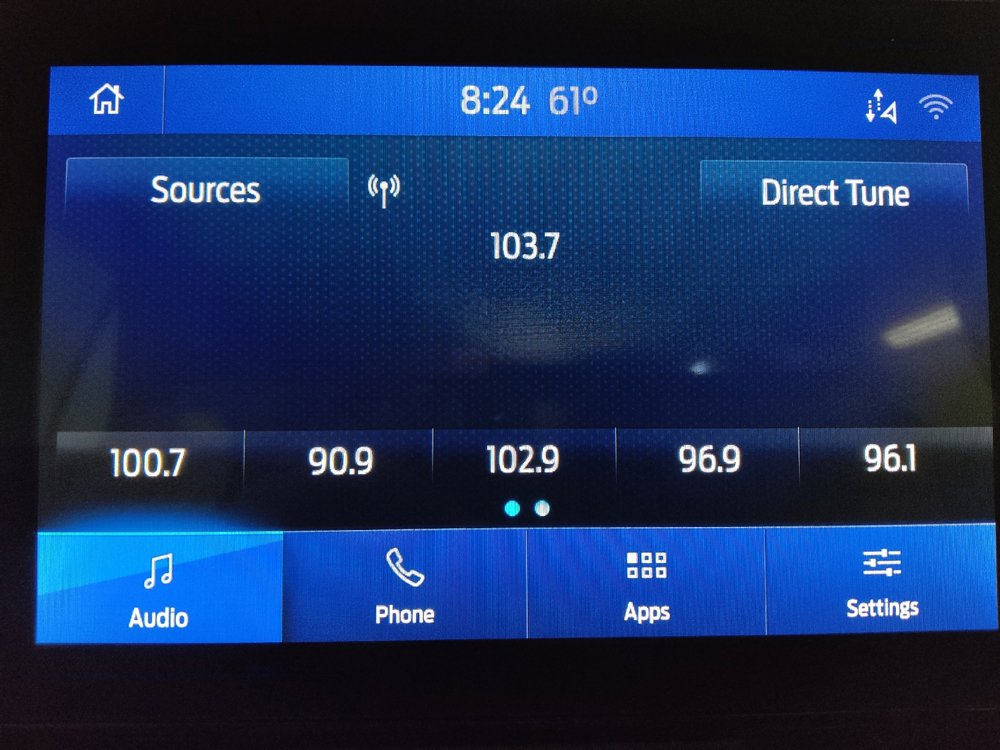 8:24 61º
Sources
Direct Tune
103.7
100.7 90.9 102.9 96.9 96.1
Audio Phone Apps Settings